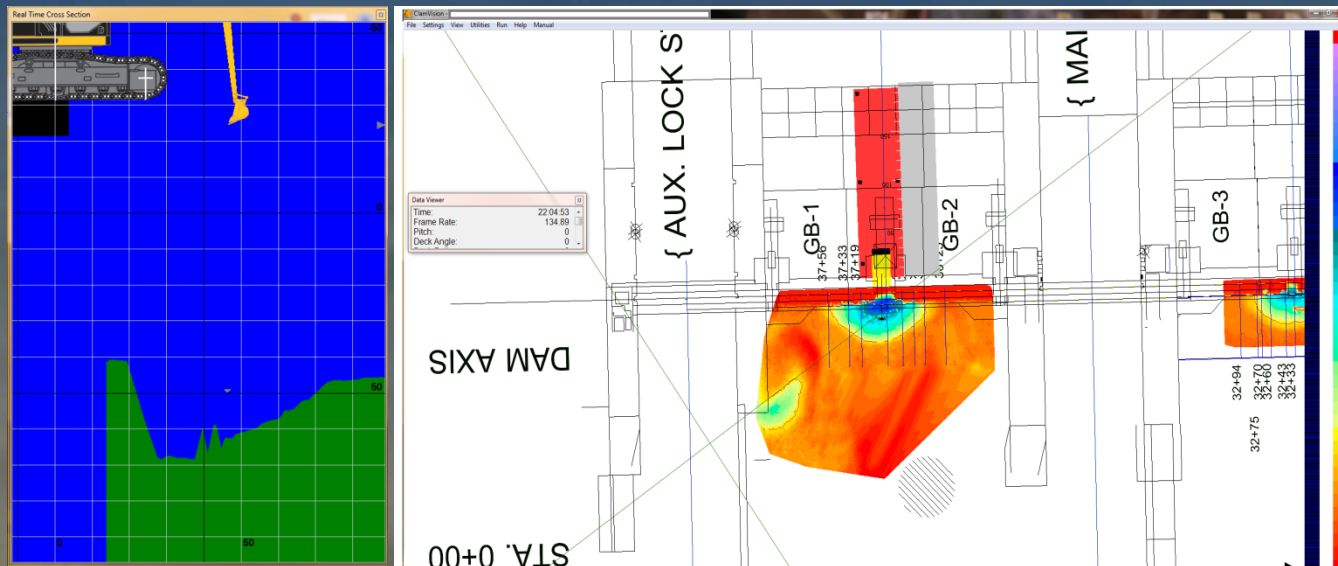 Real Time Cross Section
-50
0
50
0
50
ClamVision -
File Settings View Utilities Run Help Manual
{ AUX. LOCK S
{ MAI
Data Viewer
Time: 22:04:53
Frame Rate: 134.89
Pitch: 0
Deck Angle: 0
150
100
50
GB-1
GB-2
GB-3
37+56
37+33
37+19
DAM AXIS
32+94
32+70
32+60
32+43
32+33
32+75
STA. 0+00